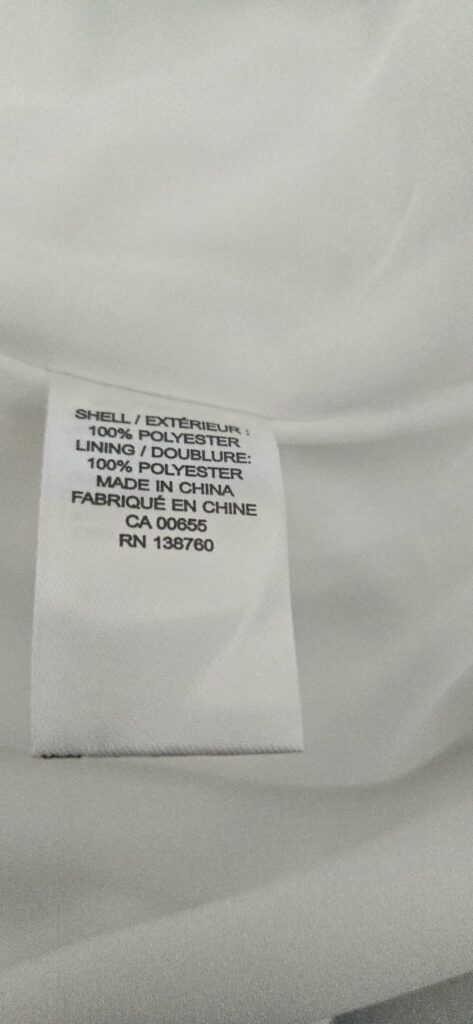 SHELL / EXTÉRIEUR :
100% POLYESTER
LINING / DOUBLURE:
100% POLYESTER
MADE IN CHINA
FABRIQUÉ EN CHINE
CA 00655
RN 138760